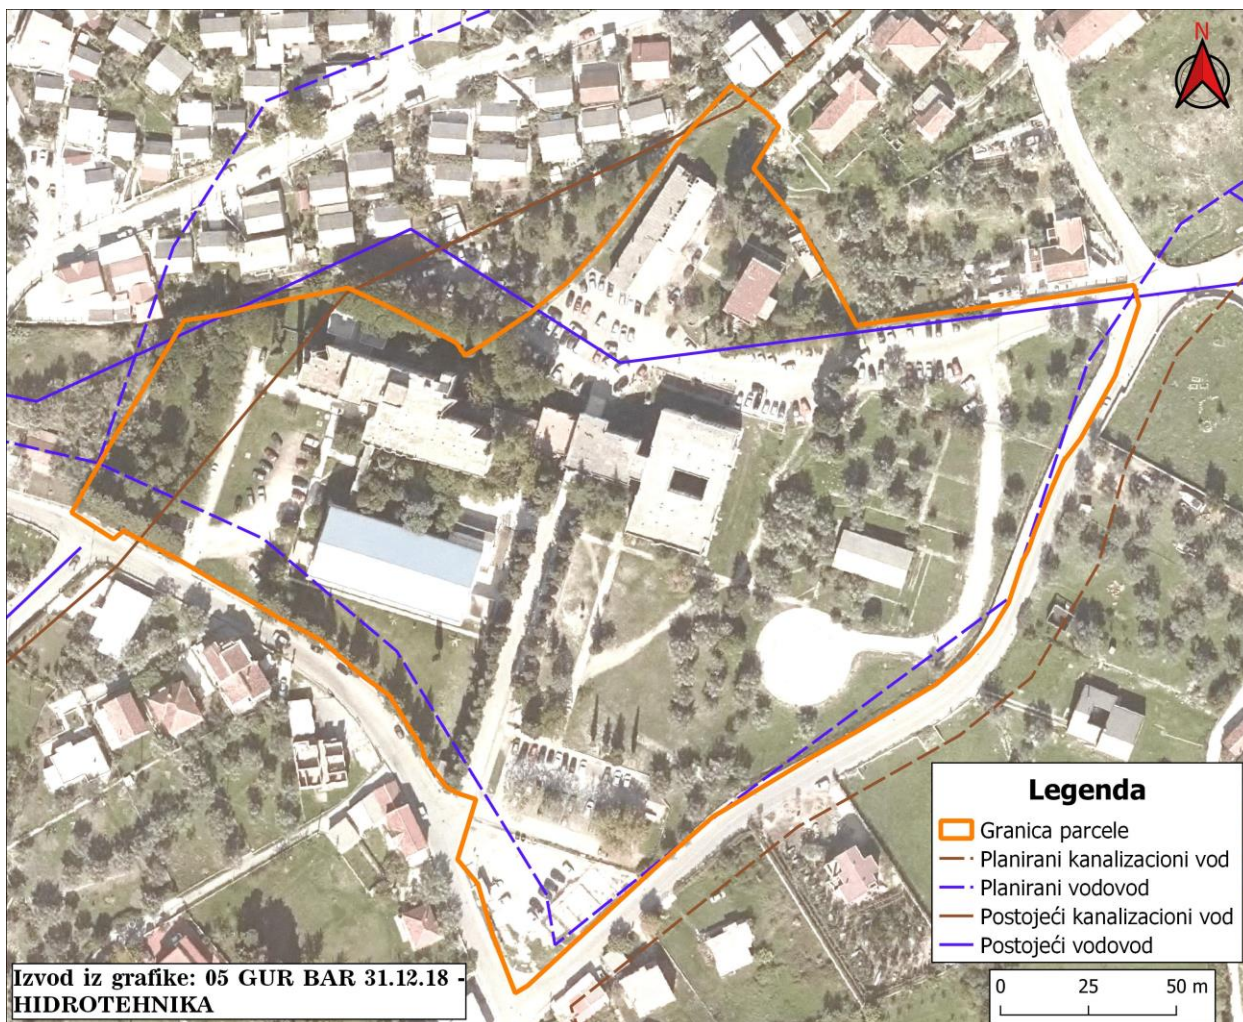 N
Legenda
Granica parcele
Planirani kanalizacioni vod
Planirani vodovod
Postojeći kanalizacioni vod
Postojeći vodovod
0 25 50 m
Izvod iz grafike: 05 GUR BAR 31.12.18 -
HIDROTEHNIKA